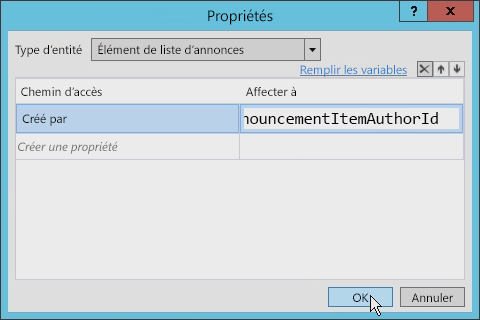 Propriétés
?
x
Type d'entité Élément de liste d'annonces
Remplir les variables
Chemin d'accès Affecter à
Créé par nouncementItemAuthorId
Créer une propriété
OK Annuler